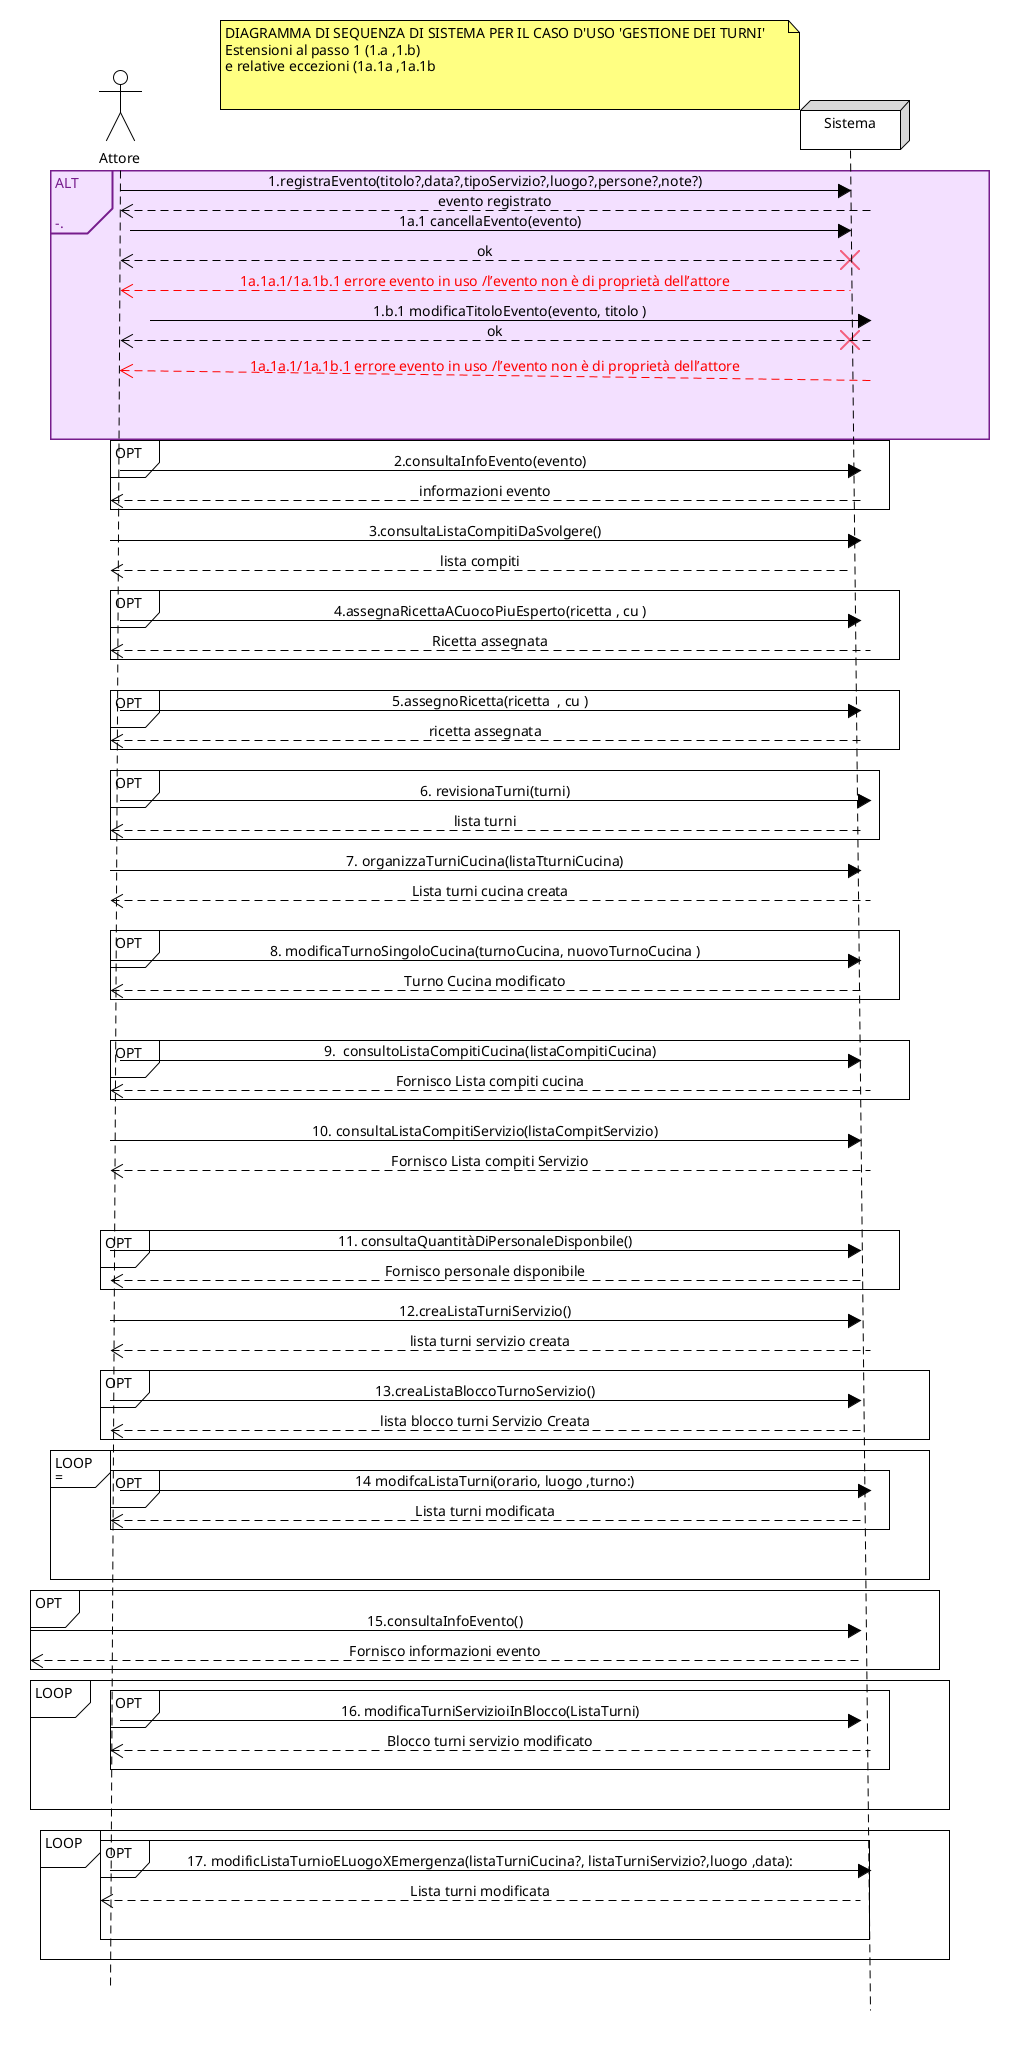 DIAGRAMMA DI SEQUENZA DI SISTEMA PER IL CASO D'USO 'GESTIONE DEI TURNI'
Estensioni al passo 1 (1.a ,1.b)
e relative eccezioni (1a.1a ,1a.1b
Sistema
Attore
ALT
-.
1.registraEvento(titolo?,data?,tipoServizio?,luogo?,persone?,note?)
evento registrato
1a.1 cancellaEvento(evento)
ok
1a.1a.1/1a.1b.1 errore evento in uso /l’evento non è di proprietà dell’attore
1.b.1 modificaTitoloEvento(evento, titolo )
ok
1a.1a.1/1a.1b.1 errore evento in uso /l’evento non è di proprietà dell’attore
OPT
2.consultaInfoEvento(evento)
informazioni evento
3.consultaListaCompitiDaSvolgere()
lista compiti
OPT
4.assegnaRicettaACuocoPiuEsperto(ricetta , cu )
Ricetta assegnata
OPT
5.assegnoRicetta(ricetta  , cu )
ricetta assegnata
OPT
6. revisionaTurni(turni)
lista turni
7. organizzaTurniCucina(listaTturniCucina)
Lista turni cucina creata
OPT
8. modificaTurnoSingoloCucina(turnoCucina, nuovoTurnoCucina )
Turno Cucina modificato
OPT
9.  consultoListaCompitiCucina(listaCompitiCucina)
Fornisco Lista compiti cucina
10. consultaListaCompitiServizio(listaCompitServizio)
Fornisco Lista compiti Servizio
OPT
11. consultaQuantitàDiPersonaleDisponbile()
Fornisco personale disponibile
12.creaListaTurniServizio()
lista turni servizio creata
OPT
13.creaListaBloccoTurnoServizio()
lista blocco turni Servizio Creata
LOOP
=
OPT
14 modifcaListaTurni(orario, luogo ,turno:)
Lista turni modificata
OPT
15.consultaInfoEvento()
Fornisco informazioni evento
LOOP
OPT
16. modificaTurniServizioiInBlocco(ListaTurni)
Blocco turni servizio modificato
LOOP
OPT
17. modificListaTurnioELuogoXEmergenza(listaTurniCucina?, listaTurniServizio?,luogo ,data):
Lista turni modificata